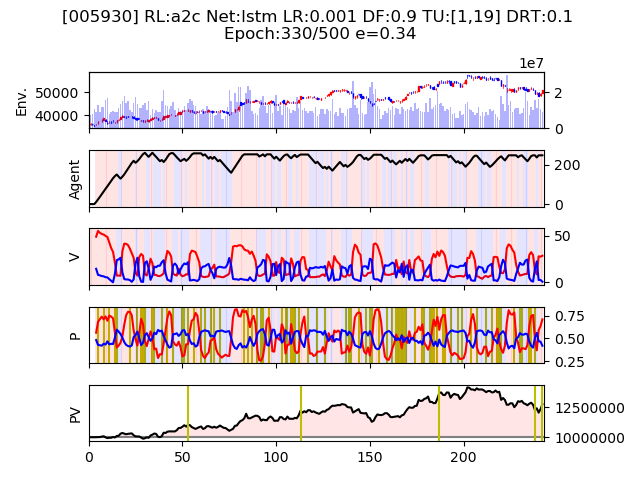 [005930] RL:a2c Net:lstm LR:0.001 DF:0.9 TU:[1,19] DRT:0.1
Epoch:330/500 e=0.34
1e7
Env.
50000
40000
2
0
Agent
200
0
V
50
0
P
0.75
0.50
0.25
PV
12500000
10000000
0 50 100 150 200